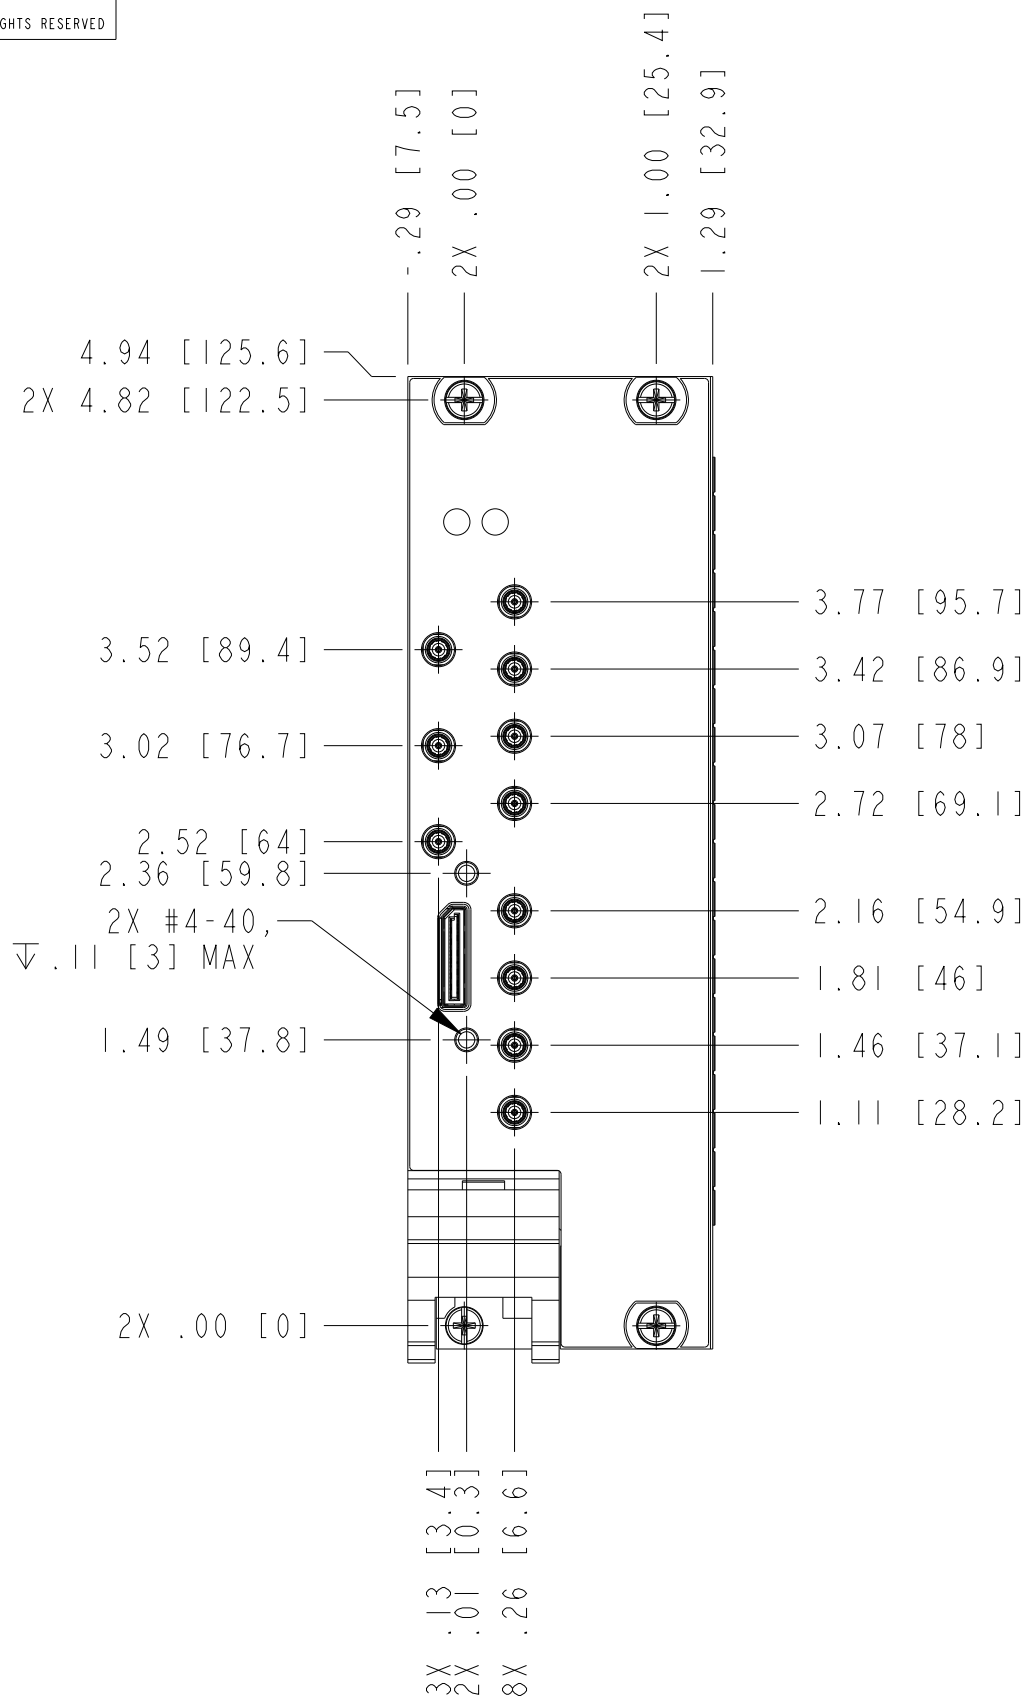 GHTS RESERVED
-.29 [7.5]
2X .00 [0]
2X 1.00 [25.4]
1.29 [32.9]
4.94 [125.6]
2X 4.82 [122.5]
3.77 [95.7]
3.52 [89.4]
3.42 [86.9]
3.02 [76.7]
3.07 [78]
2.72 [69.1]
2.52 [64]
2.36 [59.8]
2X #4-40,
↧ .11 [3] MAX
2.16 [54.9]
1.81 [46]
1.49 [37.8]
1.46 [37.1]
1.11 [28.2]
2X .00 [0]
3X .13 [3.4]
2X .01 [0.3]
8X .26 [6.6]